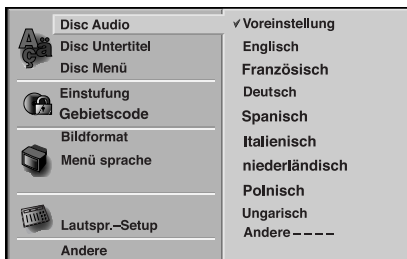 Disc Audio
Disc Untertitel
Disc Menü
Einstufung
Gebietscode
Bildformat
Menü sprache
Lautspr.–Setup
Andere
✓ Voreinstellung
Englisch
Französisch
Deutsch
Spanisch
Italienisch
niederländisch
Polnisch
Ungarisch
Andere – – – –